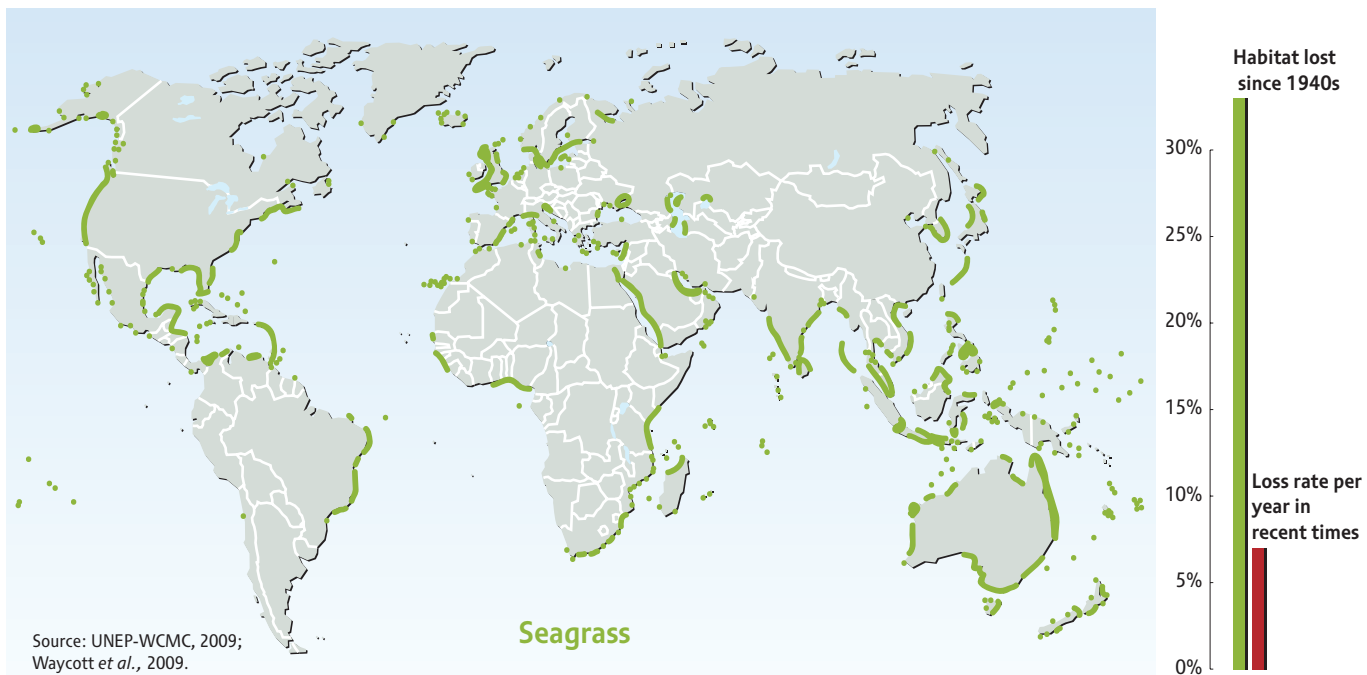 Habitat lost
since 1940s
30%
25%
20%
15%
10%
5%
0%
Loss rate per
year in
recent times
Seagrass
Source: UNEP-WCMC, 2009;
Waycott et al., 2009.